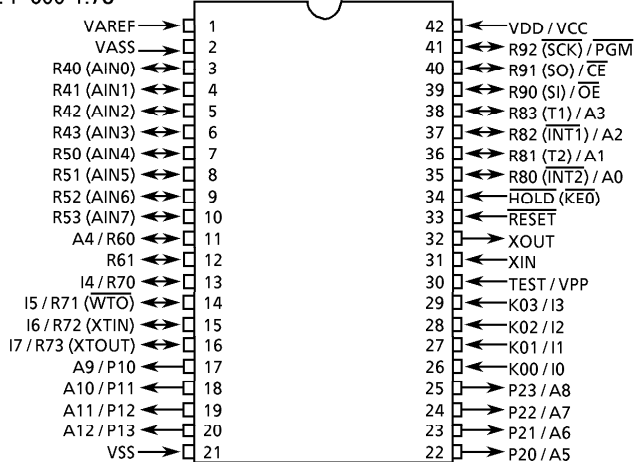 600-1.78
VAREF 1 42 VDD / VCC
VASS 2 41 R92 (SCK) / PGM
R40 (AIN0) 3 40 R91 (SO) / CE
R41 (AIN1) 4 39 R90 (SI) / OE
R42 (AIN2) 5 38 R83 (T1) / A3
R43 (AIN3) 6 37 R82 (INT1) / A2
R50 (AIN4) 7 36 R81 (T2) / A1
R51 (AIN5) 8 35 R80 (INT2) / A0
R52 (AIN6) 9 34 HOLD (KE0)
R53 (AIN7) 10 33 RESET
A4 / R60 11 32 XOUT
R61 12 31 XIN
I4 / R70 13 30 TEST / VPP
I5 / R71 (WTO) 14 29 K03 / I3
I6 / R72 (XTIN) 15 28 K02 / I2
I7 / R73 (XTOUT) 16 27 K01 / I1
A9 / P10 17 26 K00 / I0
A10 / P11 18 25 P23 / A8
A11 / P12 19 24 P22 / A7
A12 / P13 20 23 P21 / A6
VSS 21 22 P20 / A5